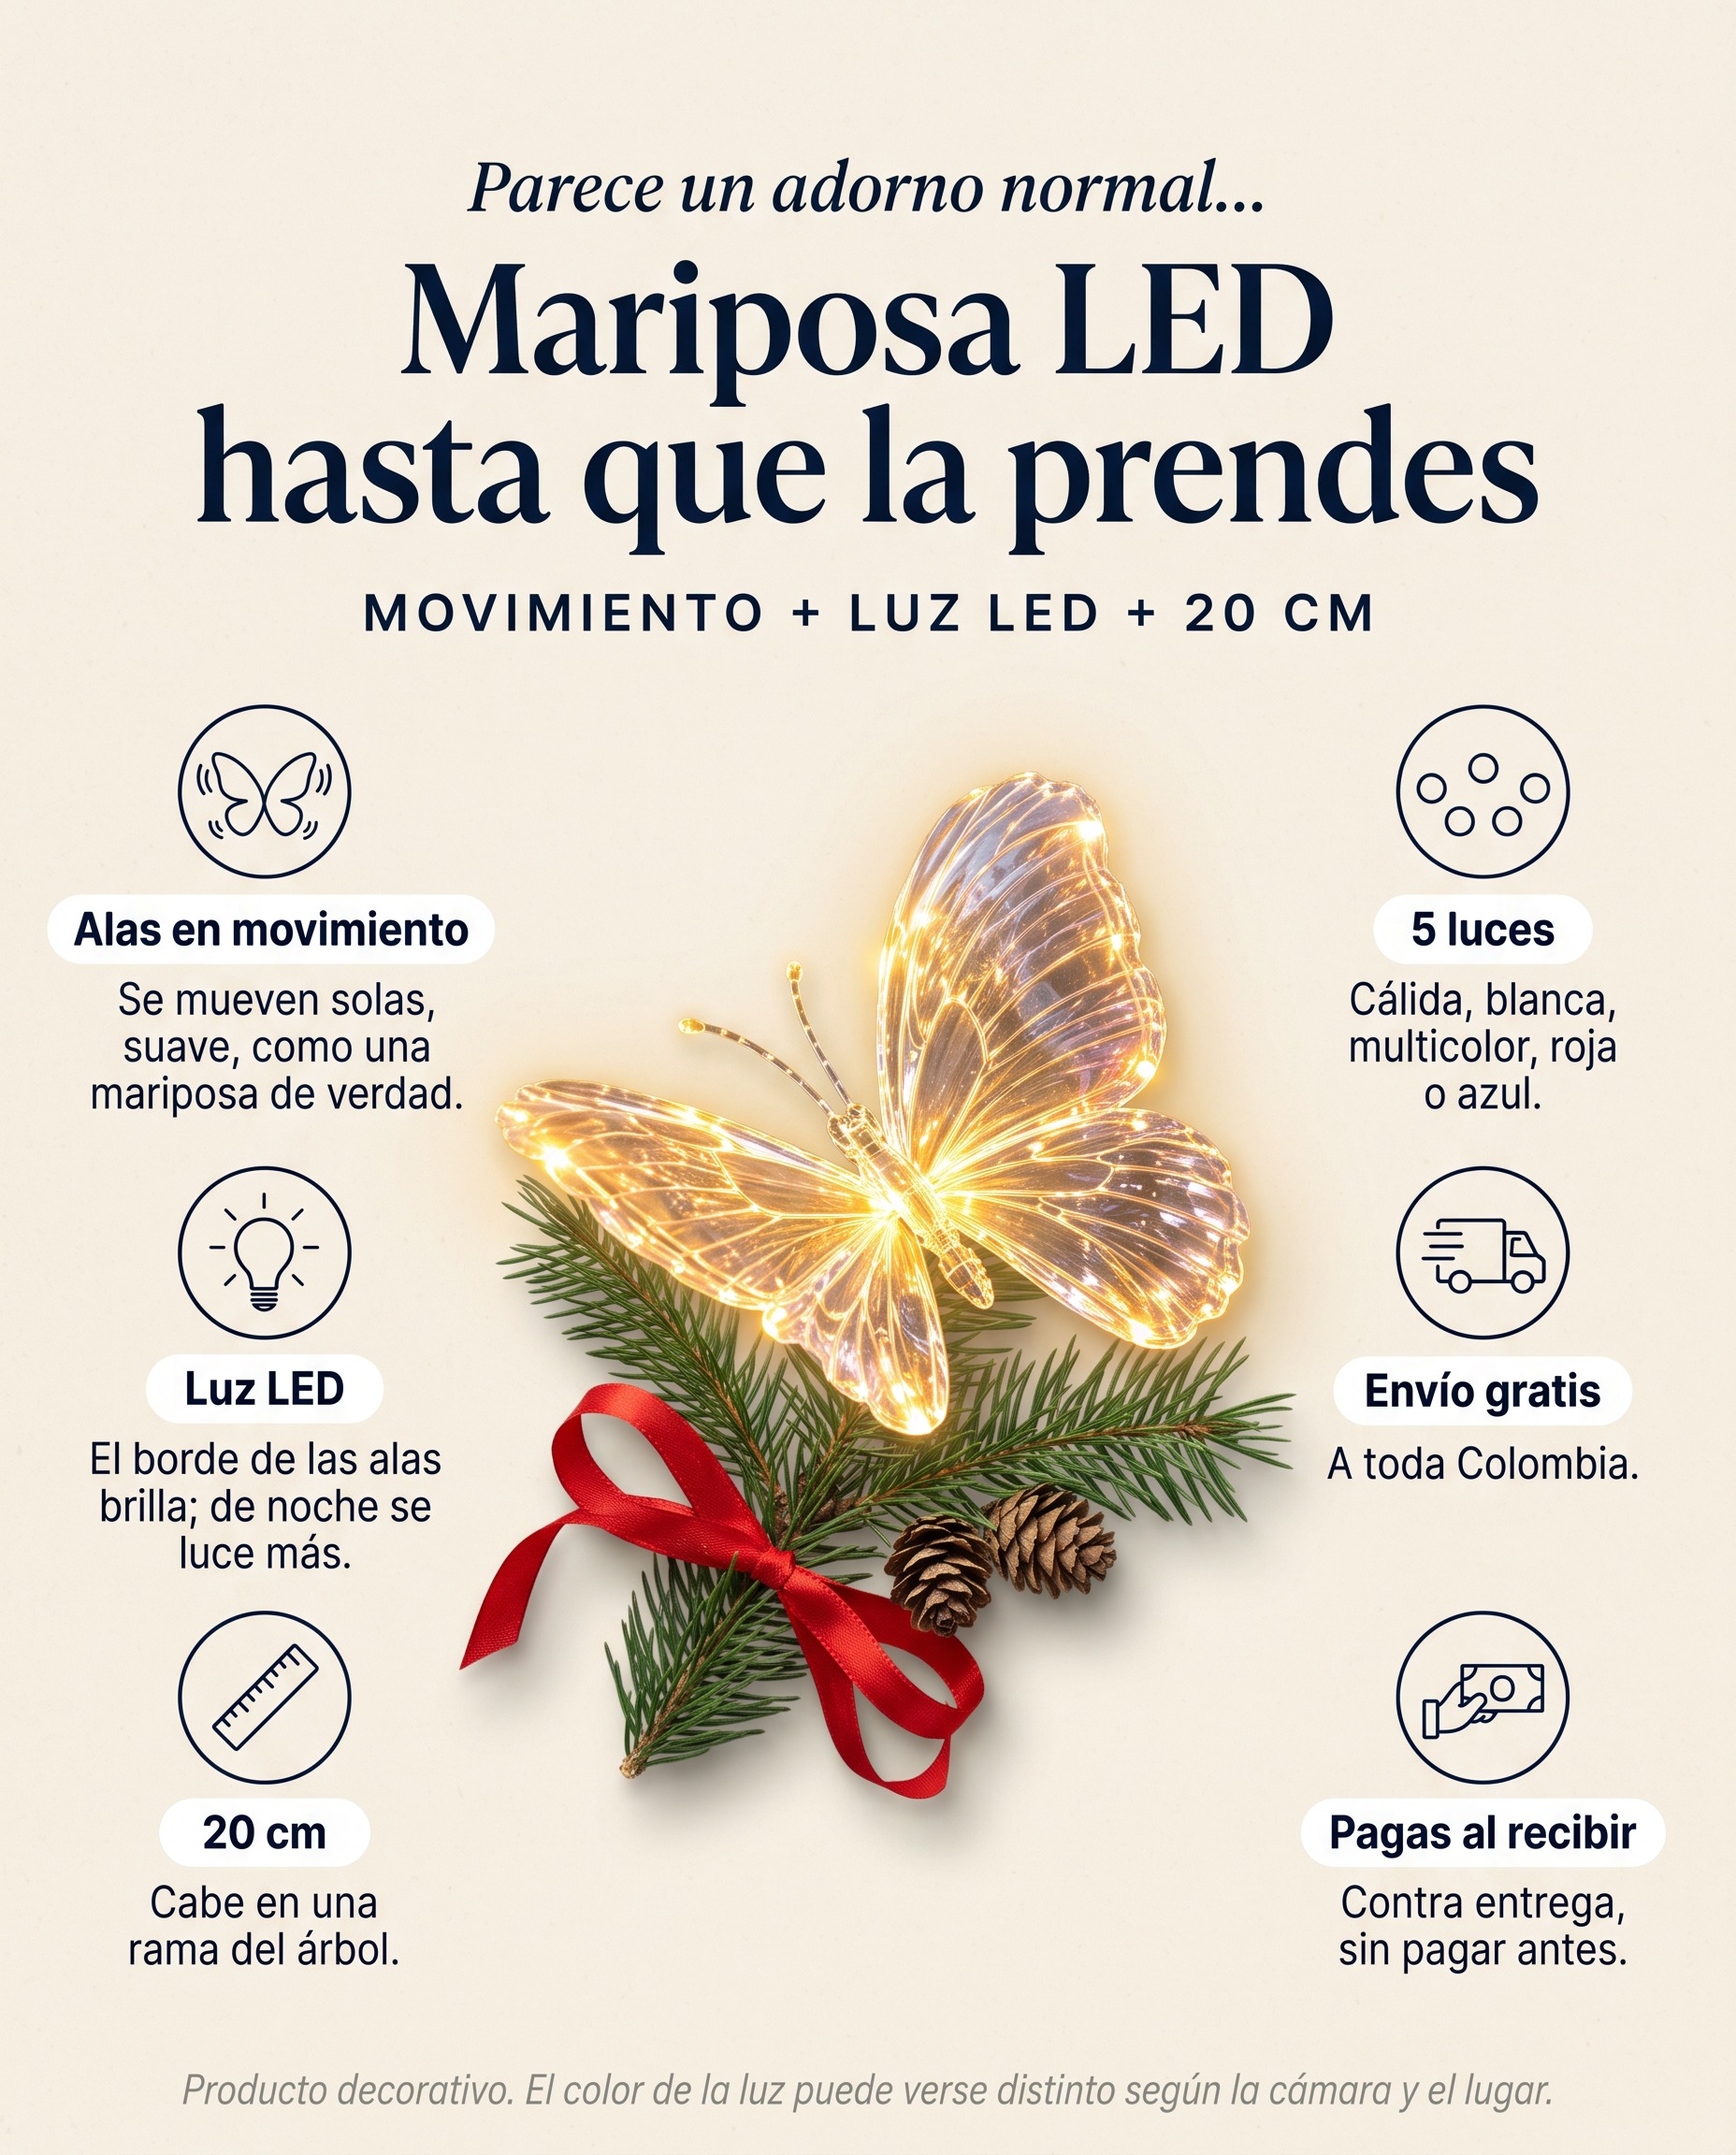 Parece un adorno normal...
Mariposa LED
hasta que la prendes
MOVIMIENTO + LUZ LED + 20 CM
Alas en movimiento
Se mueven solas,
suave, como una
mariposa de verdad.
Luz LED
El borde de las alas
brilla; de noche se
luce más.
20 cm
Cabe en una
rama del árbol.
5 luces
Cálida, blanca,
multicolor, roja
o azul.
Envío gratis
A toda Colombia.
Pagas al recibir
Contra entrega,
sin pagar antes.
Producto decorativo. El color de la luz puede verse distinto según la cámara y el lugar.